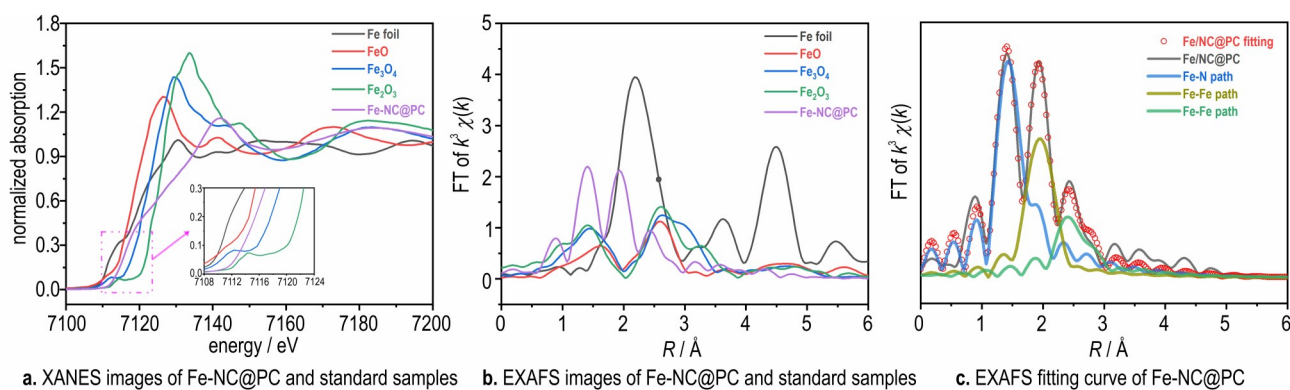 1.8
1.5
1.2
0.9
0.6
0.3
0.0
normalized absorption
Fe foil
FeO
Fe₃O₄
Fe₂O₃
Fe-NC@PC
0.3
0.2
0.1
0.0
7108 7112 7116 7120 7124
7100 7120 7140 7160 7180 7200
energy / eV
a. XANES images of Fe-NC@PC and standard samples
5
4
3
2
1
0
FT of k³ χ(k)
Fe foil
FeO
Fe₃O₄
Fe₂O₃
Fe-NC@PC
0 1 2 3 4 5 6
R / Å
b. EXAFS images of Fe-NC@PC and standard samples
FT of k³ χ(k)
Fe/NC@PC fitting
Fe/NC@PC
Fe-N path
Fe-Fe path
Fe-Fe path
0 1 2 3 4 5 6
R / Å
c. EXAFS fitting curve of Fe-NC@PC